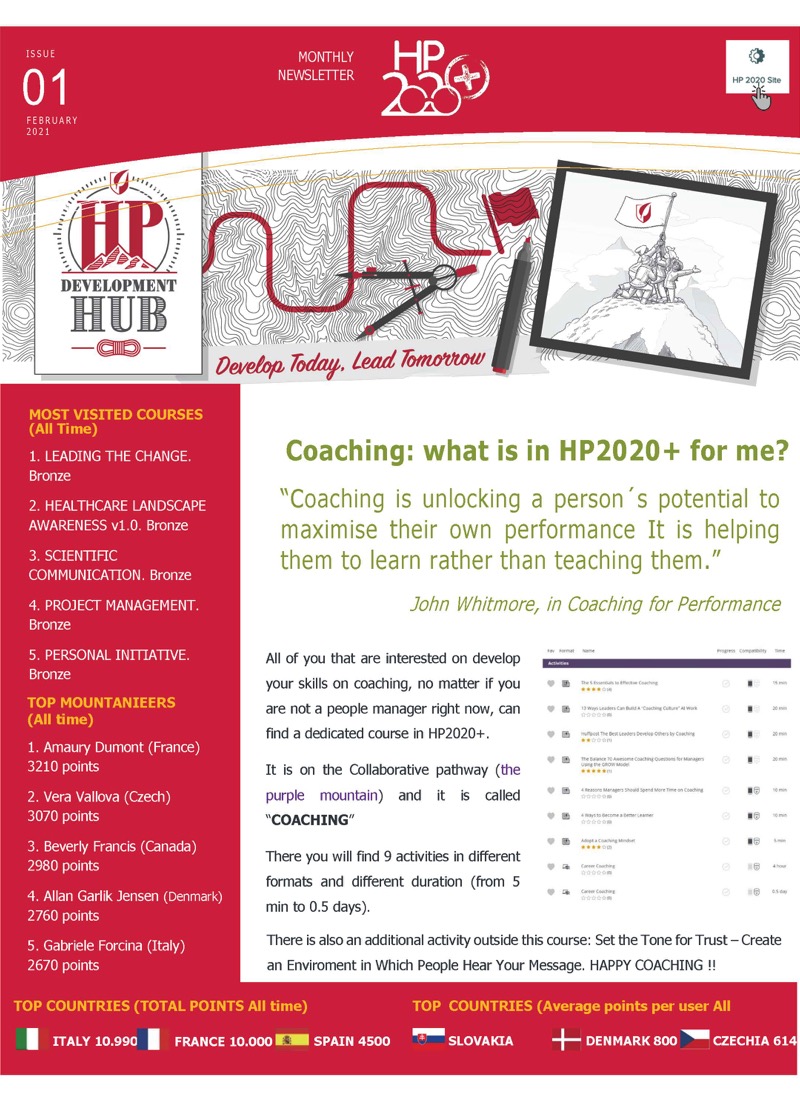 ISSUE
01
FEBRUARY
2021
MONTHLY
NEWSLETTER
HP
2020+
HP 2020 Site
HP
DEVELOPMENT
HUB
Develop Today, Lead Tomorrow
MOST VISITED COURSES
(All Time)
1. LEADING THE CHANGE.
Bronze
2. HEALTHCARE LANDSCAPE
AWARENESS v1.0. Bronze
3. SCIENTIFIC
COMMUNICATION. Bronze
4. PROJECT MANAGEMENT.
Bronze
5. PERSONAL INITIATIVE.
Bronze
TOP MOUNTANIEERS
(All time)
1. Amaury Dumont (France)
3210 points
2. Vera Vallova (Czech)
3070 points
3. Beverly Francis (Canada)
2980 points
4. Allan Garlik Jensen (Denmark)
2760 points
5. Gabriele Forcina (Italy)
2670 points
Coaching: what is in HP2020+ for me?
“Coaching is unlocking a person´s potential to
maximise their own performance It is helping
them to learn rather than teaching them.”
John Whitmore, in Coaching for Performance
All of you that are interested on develop
your skills on coaching, no matter if you
are not a people manager right now, can
find a dedicated course in HP2020+.
It is on the Collaborative pathway (the
purple mountain) and it is called
“COACHING”
There you will find 9 activities in different
formats and different duration (from 5
min to 0.5 days).
Fav Format Name Progress Compatibility Time
Activities
The 5 Essentials to Effective Coaching 15 min
10 Ways Leaders Can Build A "Coaching Culture" At Work 20 min
Huffpost The Best Leaders Develop Others by Coaching 20 min
The Balance To Awesome Coaching Questions for Managers 20 min
Using the GROW Model
4 Reasons Managers Should Spend More Time on Coaching 10 min
4 Ways to Become a Better Learner 10 min
Adopt a Coaching Mindset 5 min
Career Coaching 4 hour
Career Coaching 0.5 day
There is also an additional activity outside this course: Set the Tone for Trust – Create
an Enviroment in Which People Hear Your Message. HAPPY COACHING !!
TOP COUNTRIES (TOTAL POINTS All time)
ITALY 10.990 FRANCE 10.000 SPAIN 4500
TOP COUNTRIES (Average points per user All
SLOVAKIA DENMARK 800 CZECHIA 614